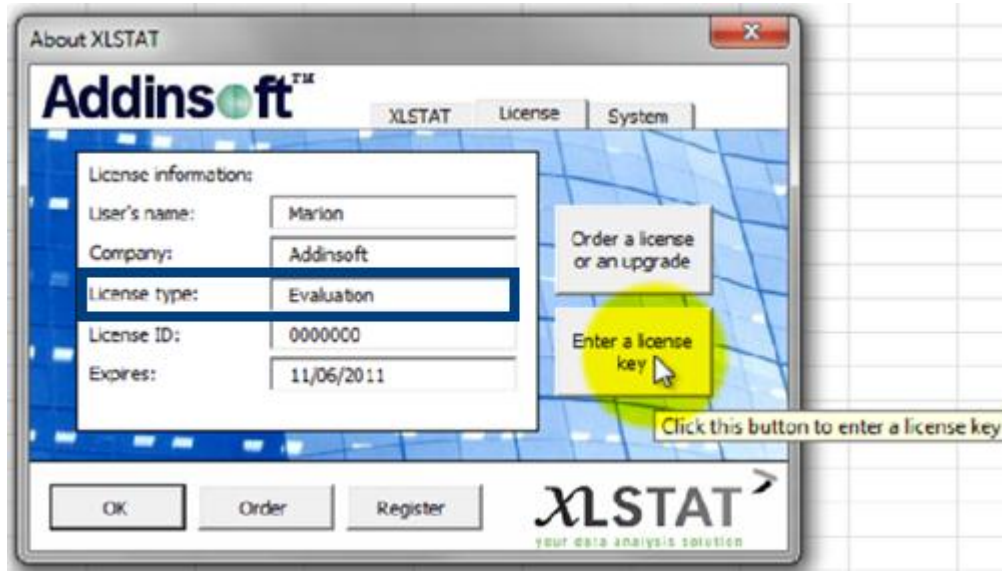 About XLSTAT
Addinsoft™
XLSTAT License System
License information:
User's name: Marion
Company: Addinsoft
License type: Evaluation
License ID: 0000000
Expires: 11/06/2011
Order a license
or an upgrade
Enter a license
key
Click this button to enter a license key
OK Order Register
XLSTAT
your data analysis solution